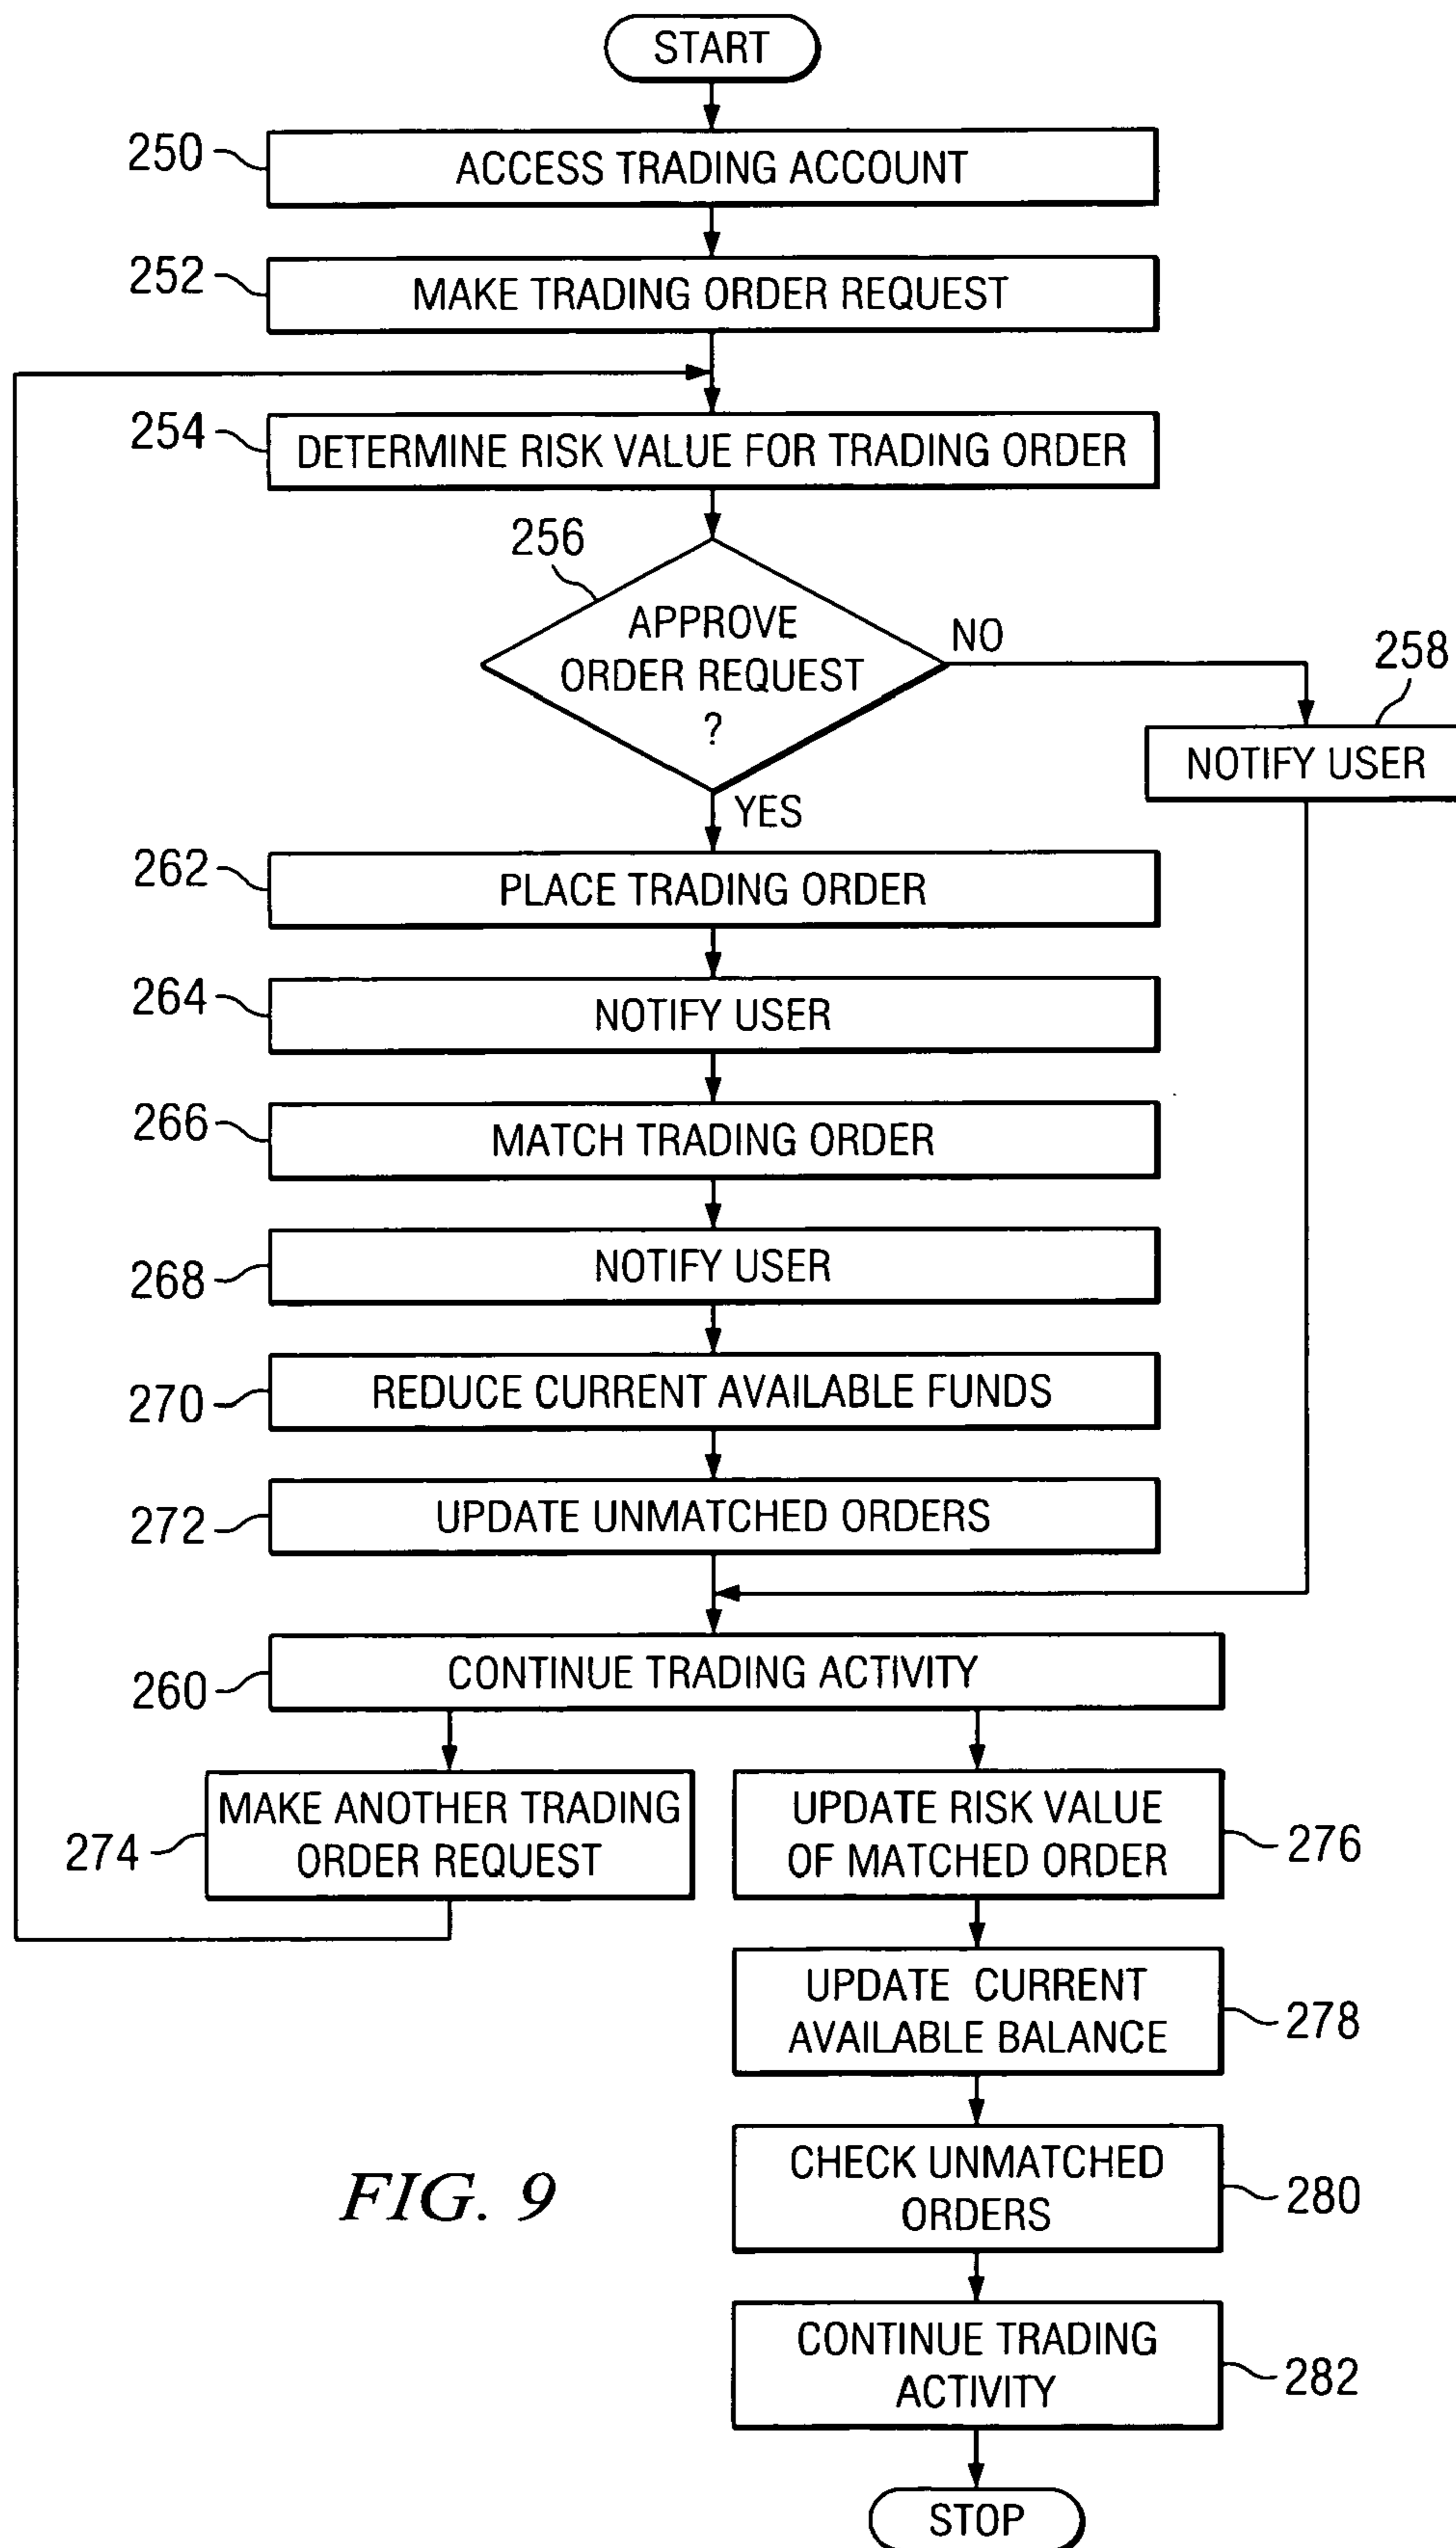 START
250
ACCESS TRADING ACCOUNT
252
MAKE TRADING ORDER REQUEST
254
DETERMINE RISK VALUE FOR TRADING ORDER
256
APPROVE
ORDER REQUEST
?
NO
258
NOTIFY USER
YES
262
PLACE TRADING ORDER
264
NOTIFY USER
266
MATCH TRADING ORDER
268
NOTIFY USER
270
REDUCE CURRENT AVAILABLE FUNDS
272
UPDATE UNMATCHED ORDERS
260
CONTINUE TRADING ACTIVITY
274
MAKE ANOTHER TRADING
ORDER REQUEST
UPDATE RISK VALUE
OF MATCHED ORDER
276
UPDATE CURRENT
AVAILABLE BALANCE
278
CHECK UNMATCHED
ORDERS
280
FIG. 9
CONTINUE TRADING
ACTIVITY
282
STOP